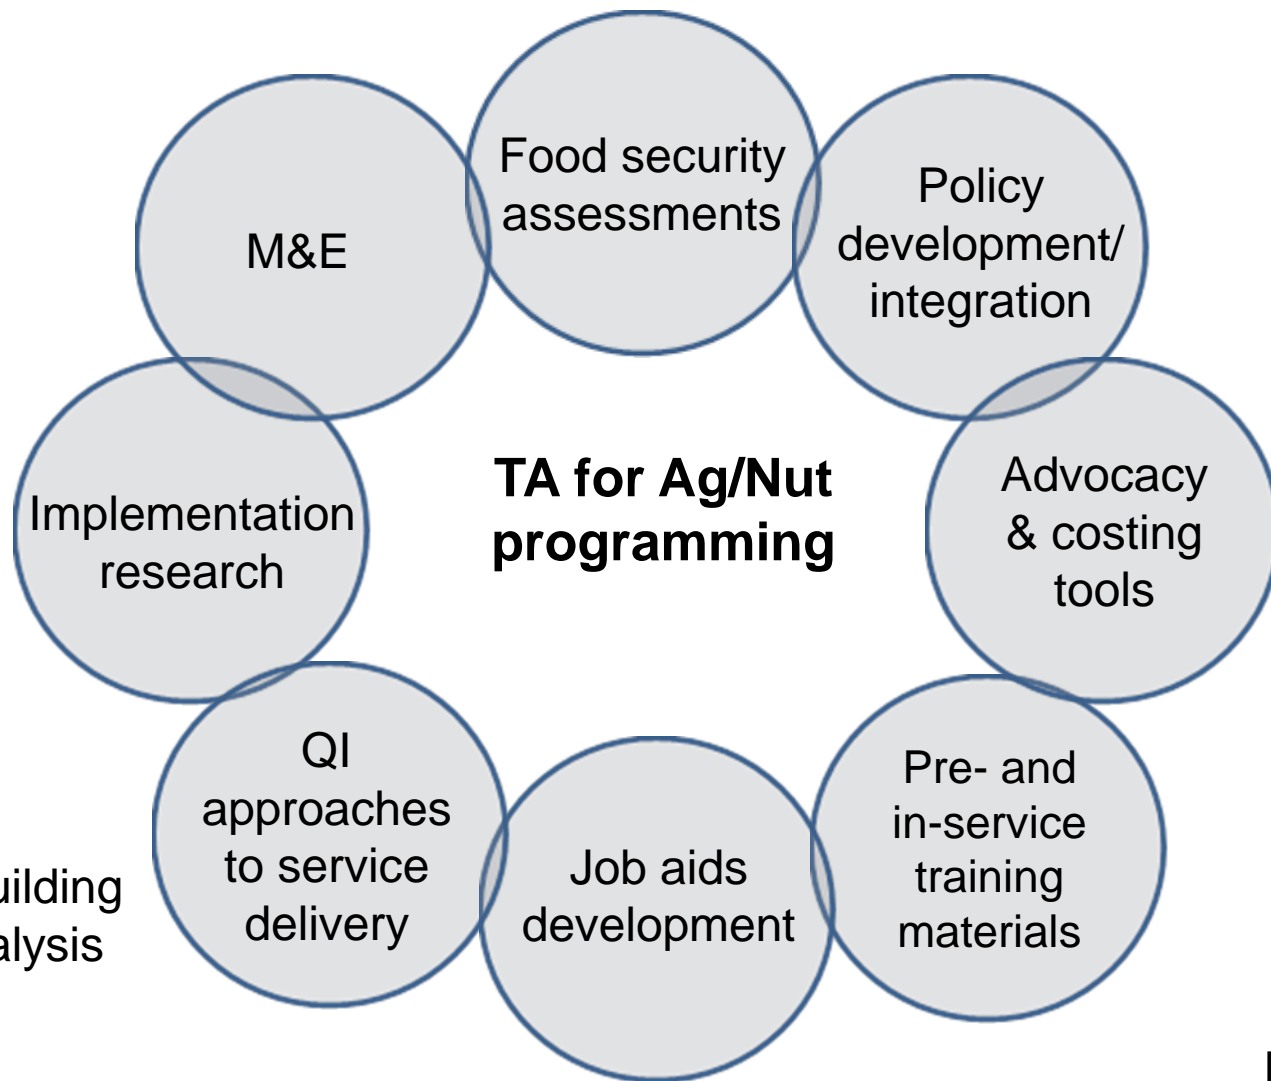 Food security
assessments
Policy
development/
integration
Advocacy
& costing
tools
Pre- and
in-service
training
materials
Job aids
development
QI
approaches
to service
delivery
Implementation
research
M&E
TA for Ag/Nut
programming